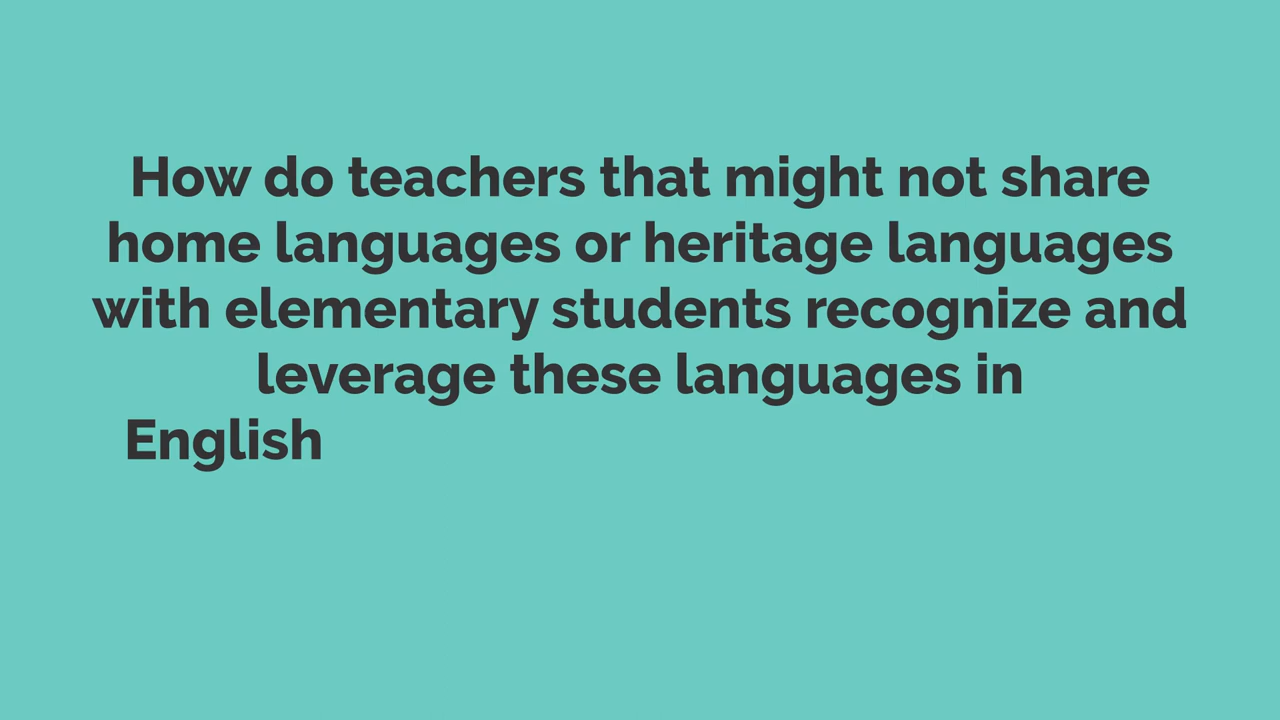 How do teachers that might not share
home languages or heritage languages
with elementary students recognize and
leverage these languages in
English